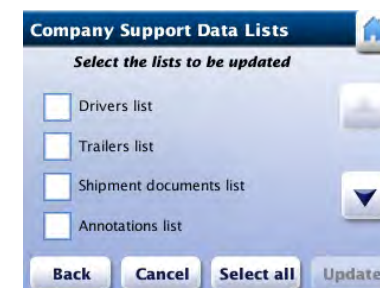 Company Support Data Lists
Select the lists to be updated
Drivers list
Trailers list
Shipment documents list
Annotations list
Back Cancel Select all Update